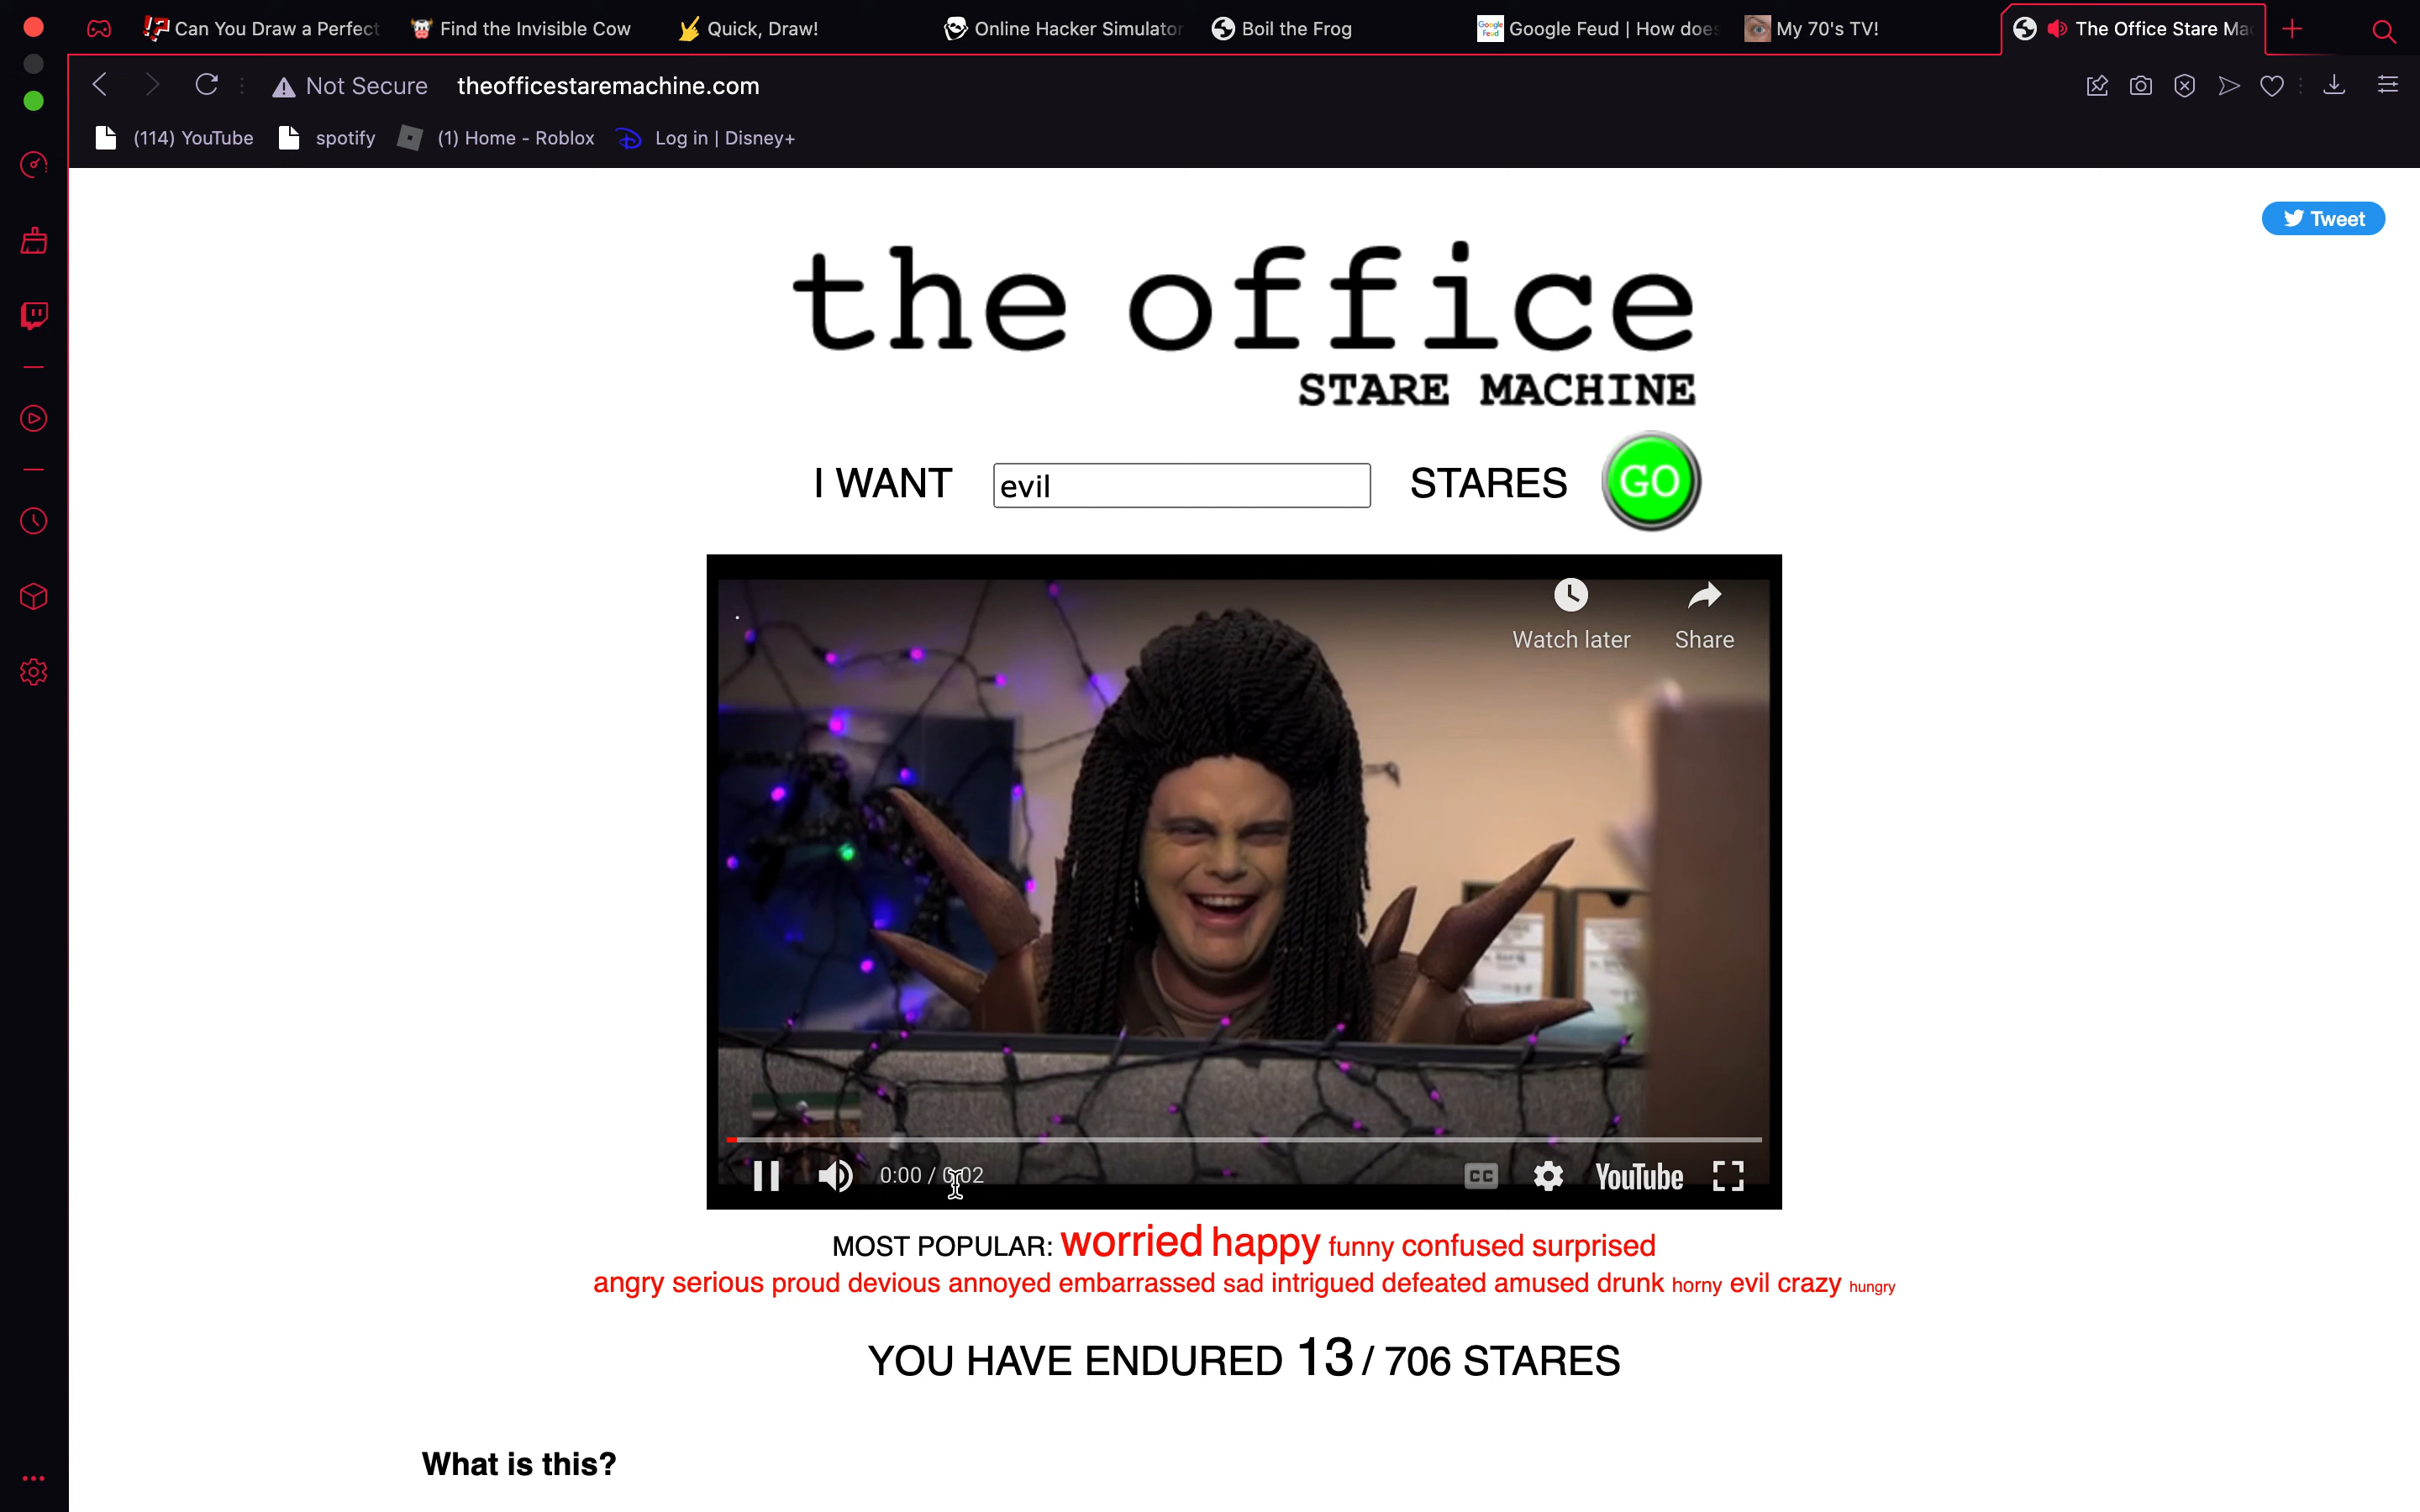 Can You Draw a Perfect
Find the Invisible Cow
Quick, Draw!
Online Hacker Simulator
Boil the Frog
Google Feud | How does
My 70's TV!
The Office Stare Mac
Not Secure theofficestaremachine.com
(114) YouTube spotify (1) Home - Roblox Log in | Disney+
Tweet
the office
STARE MACHINE
I WANT evil STARES GO
Watch later Share
0:00 / 0:02 CC YouTube
MOST POPULAR: worried happy funny confused surprised
angry serious proud devious annoyed embarrassed sad intrigued defeated amused drunk horny evil crazy hungry
YOU HAVE ENDURED 13 / 706 STARES
What is this?